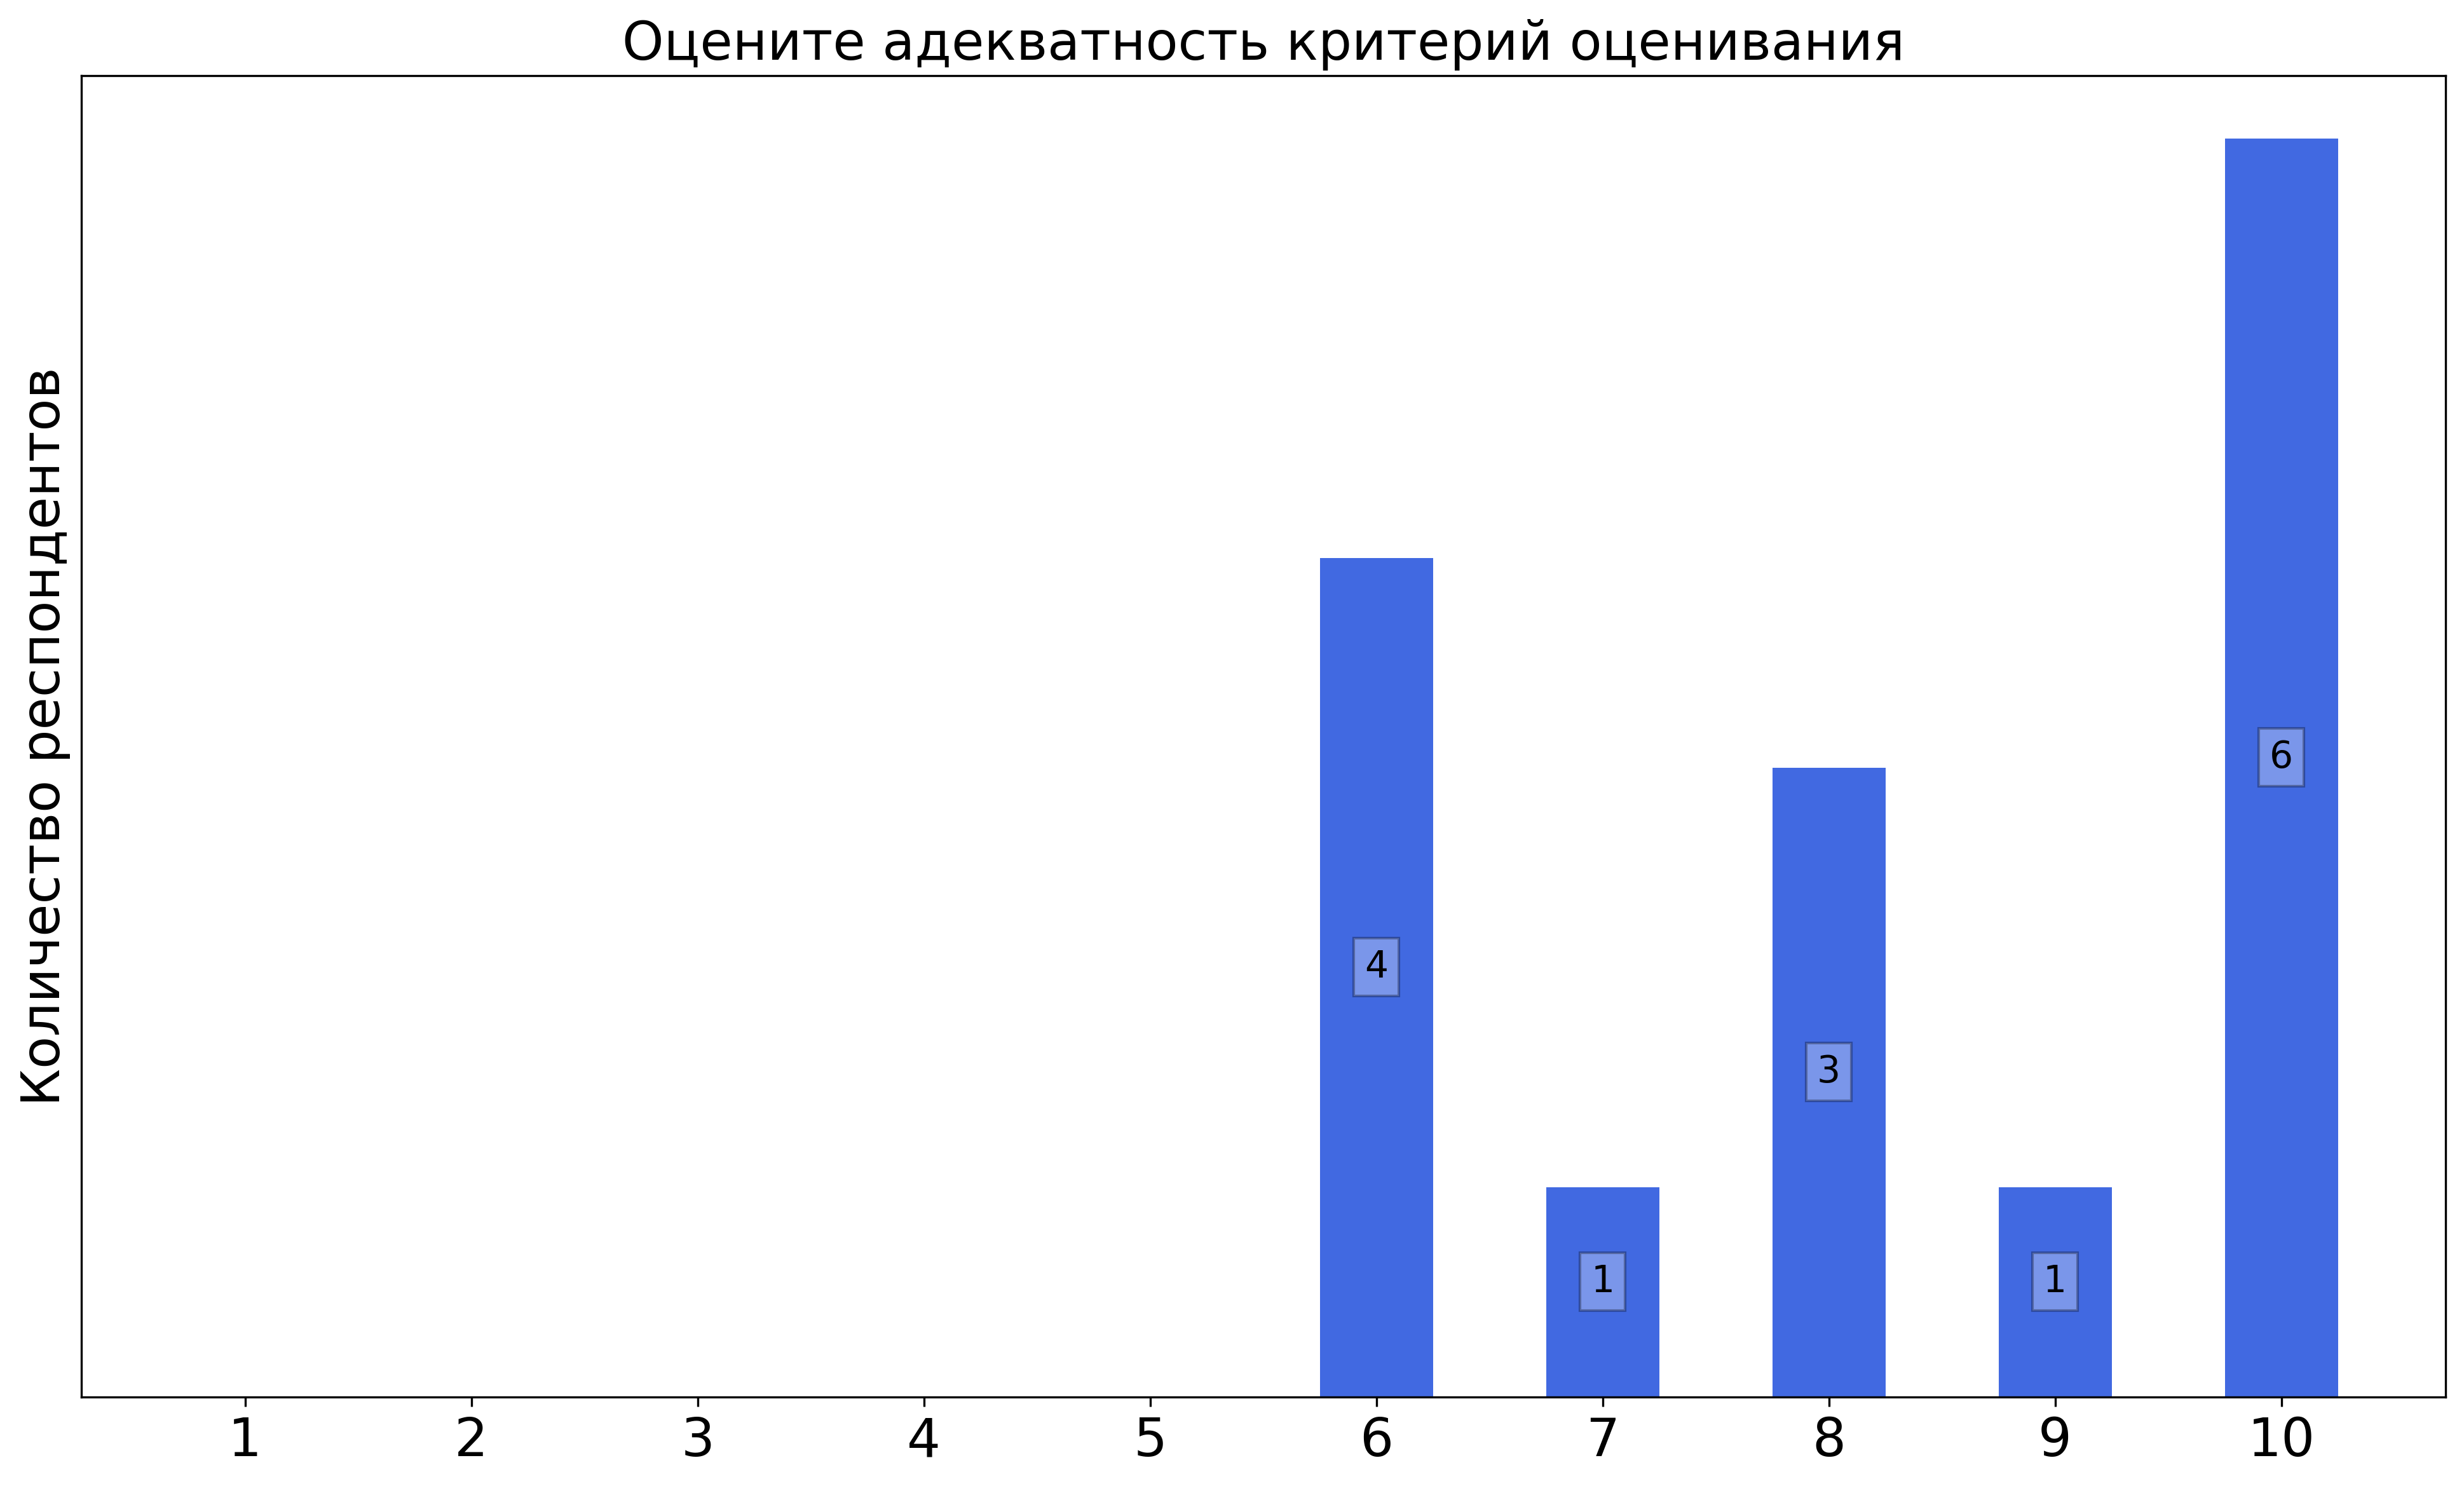 Оцените адекватность критерий оценивания
Количество респондентов
6
4
3
1
1
1 2 3 4 5 6 7 8 9 10